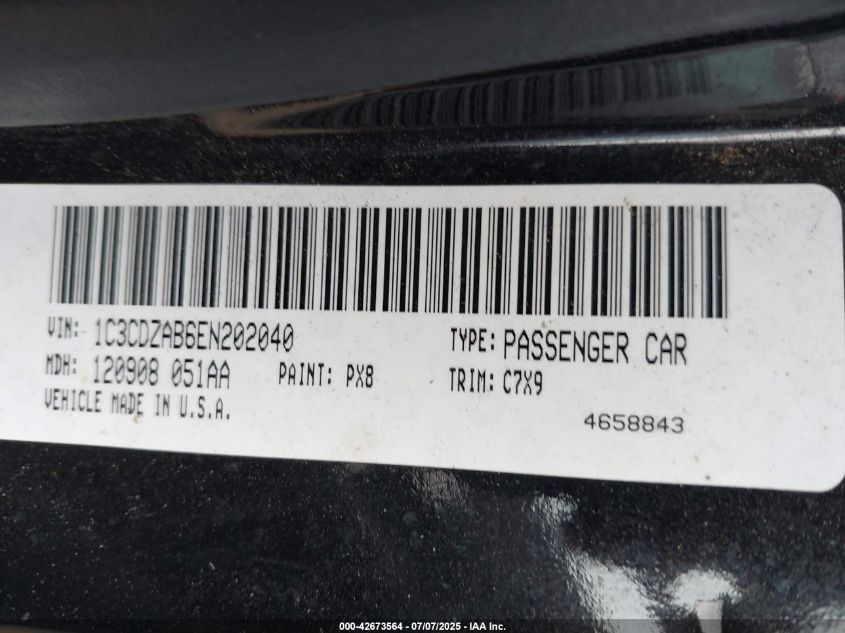 VIN: 1C3CDZAB6EN202040 TYPE: PASSENGER CAR
MDH: 120908 051AA PAINT: PX8 TRIM: C7X9
VEHICLE MADE IN U.S.A. 4658843
000-42673564 - 07/07/2025 - IAA Inc.